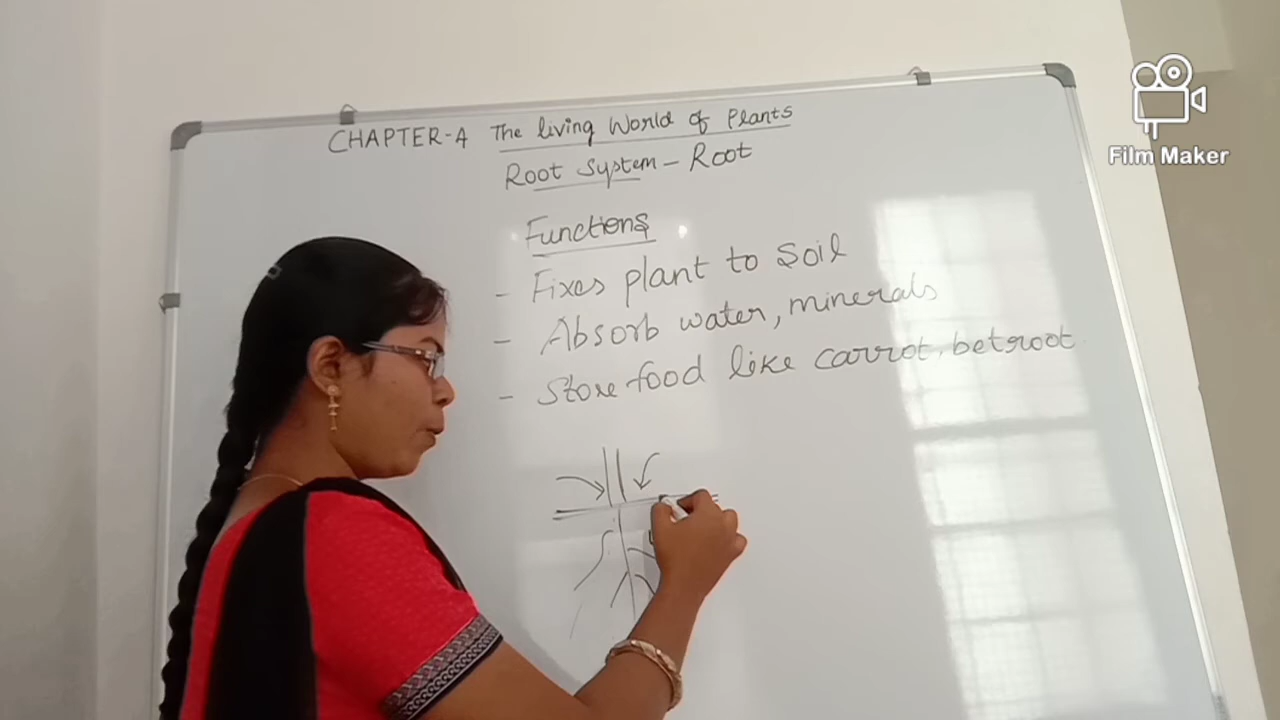 CHAPTER-4 The living World of Plants
Root System - Root
Functions
- Fixes plant to Soil
- Absorb water, minerals
- Store food like carrot, betroot
Film Maker